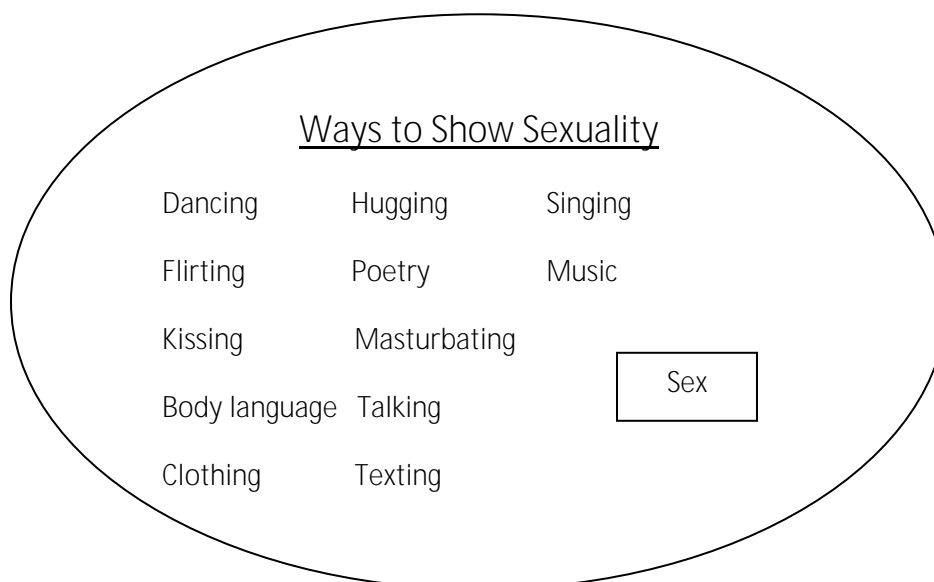 Ways to Show Sexuality
Dancing Hugging Singing
Flirting Poetry Music
Kissing Masturbating
Sex
Body language Talking
Clothing Texting